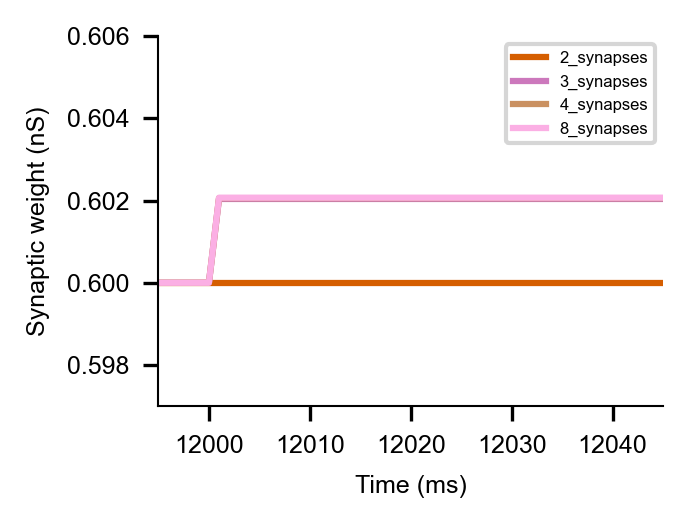 0.606
0.604
0.602
0.600
0.598
Synaptic weight (nS)
2_synapses
3_synapses
4_synapses
8_synapses
12000 12010 12020 12030 12040
Time (ms)